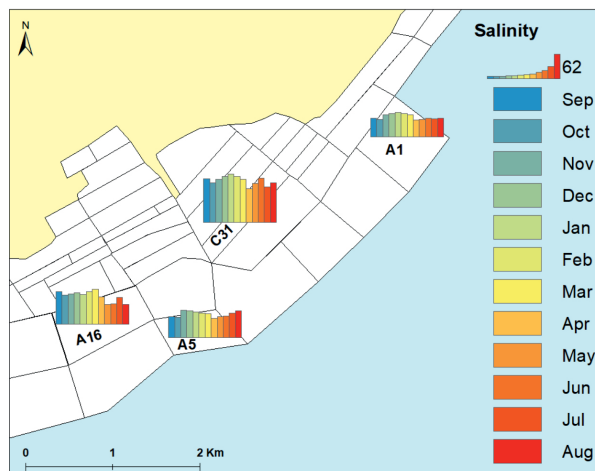 N
Salinity
62
Sep
Oct
Nov
Dec
Jan
Feb
Mar
Apr
May
Jun
Jul
Aug
A1
C31
A16
A5
0 1 2 Km